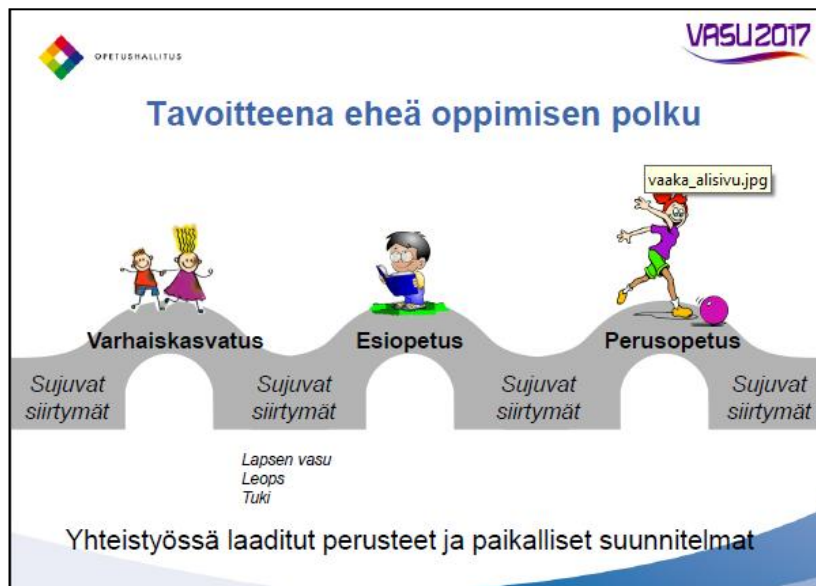 OPETUSHALLITUS
VASU2017
Tavoitteena eheä oppimisen polku
vaaka_alisivu.jpg
Varhaiskasvatus
Esiopetus
Perusopetus
Sujuvat
siirtymät
Sujuvat
siirtymät
Sujuvat
siirtymät
Sujuvat
siirtymät
Lapsen vasu
Leops
Tuki
Yhteistyössä laaditut perusteet ja paikalliset suunnitelmat